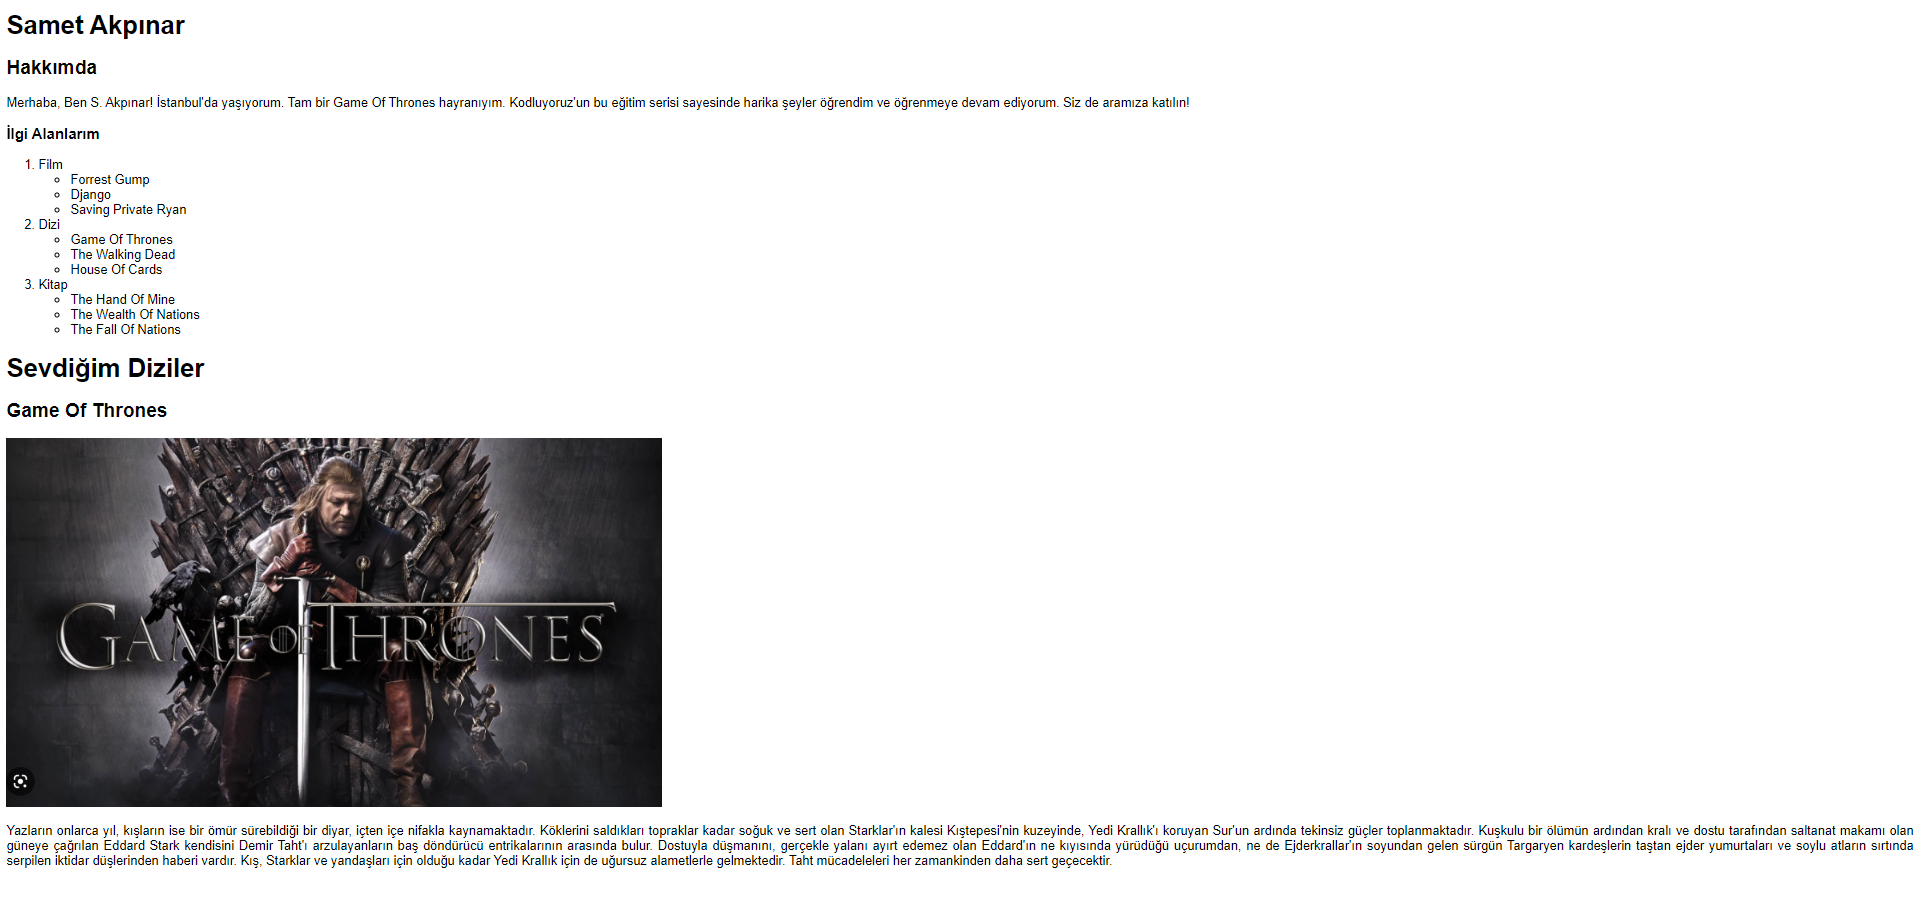 Samet Akpınar
Hakkımda
Merhaba, Ben S. Akpınar! İstanbul'da yaşıyorum. Tam bir Game Of Thrones hayranıyım. Kodluyoruz'un bu eğitim serisi sayesinde harika şeyler öğrendim ve öğrenmeye devam ediyorum. Siz de aramıza katılın!
İlgi Alanlarım
1. Film
Forrest Gump
Django
Saving Private Ryan
2. Dizi
Game Of Thrones
The Walking Dead
House Of Cards
3. Kitap
The Hand Of Mine
The Wealth Of Nations
The Fall Of Nations
Sevdiğim Diziler
Game Of Thrones
GAME OF THRONES
Yazların onlarca yıl, kışların ise bir ömür sürebildiği bir diyar, içten içe nifakla kaynamaktadır. Köklerini saldıkları topraklar kadar soğuk ve sert olan Starklar'ın kalesi Kıştepesi'nin kuzeyinde, Yedi Krallık'ı koruyan Sur'un ardında tekinsiz güçler toplanmaktadır. Kuşkulu bir ölümün ardından kralı ve dostu tarafından saltanat makamı olan
güneye çağrılan Eddard Stark kendisini Demir Taht'ı arzulayanların baş döndürücü entrikalarının arasında bulur. Dostuyla düşmanını, gerçekle yalanı ayırt edemez olan Eddard'ın ne kıyısında yürüdüğü uçurumdan, ne de Ejderkrallar'ın soyundan gelen sürgün Targaryen kardeşlerin taştan ejder yumurtaları ve soylu atların sırtında
serpilen iktidar düşlerinden haberi vardır. Kış, Starklar ve yandaşları için olduğu kadar Yedi Krallık için de uğursuz alametlerle gelmektedir. Taht mücadeleleri her zamankinden daha sert geçecektir.